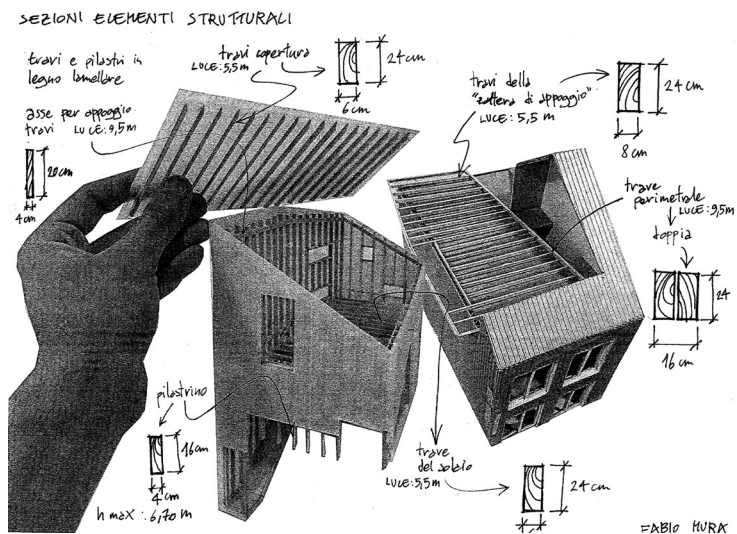 SEZIONI ELEMENTI STRUTTURALI
travi e pilastri in
legno lamellare
asse per appoggio
travi LUCE: 9,5 m
20 cm
4 cm
travi copertura
LUCE: 5,5 m
24 cm
6 cm
travi della
"zattera di appoggio"
LUCE: 5,5 m
24 cm
8 cm
trave
perimetrale
LUCE: 9,5 m
doppia
24
16 cm
pilastrino
16 cm
4 cm
h max: 6,70 m
trave
del solaio
LUCE: 5,5 m
24 cm
FABIO MURA